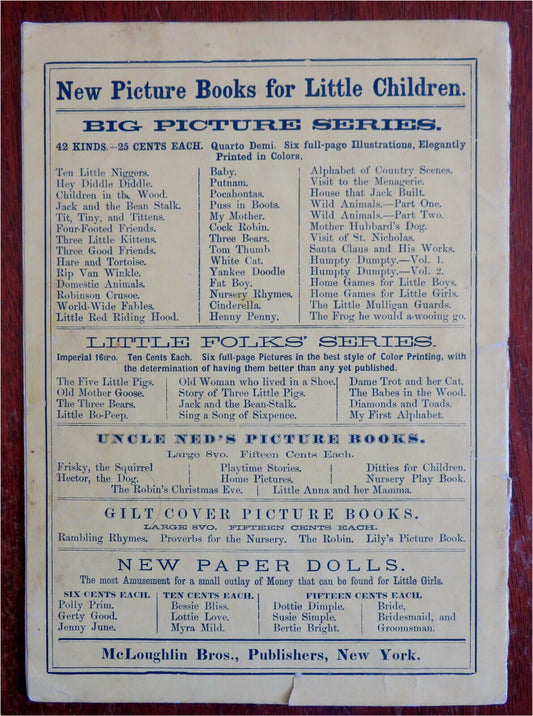 New Picture Books for Little Children.
BIG PICTURE SERIES.
42 KINDS.—25 CENTS EACH. Quarto Demi. Six full-page Illustrations, Elegantly
Printed in Colors.
Ten Little Niggers.
Hey Diddle Diddle.
Children in the Wood.
Jack and the Bean Stalk.
Tit, Tiny, and Tittens.
Four-Footed Friends.
Three Little Kittens.
Three Good Friends.
Hare and Tortoise.
Rip Van Winkle.
Domestic Animals.
Robinson Crusoe.
World-Wide Fables.
Little Red Riding Hood.
Baby.
Putnam.
Pocahontas.
Puss in Boots.
My Mother.
Cock Robin.
Three Bears.
Tom Thumb
White Cat.
Yankee Doodle
Fat Boy.
Nursery Rhymes.
Cinderella.
Henny Penny.
Alphabet of Country Scenes.
Visit to the Menagerie.
House that Jack Built.
Wild Animals.—Part One.
Wild Animals.—Part Two.
Mother Hubbard's Dog.
Visit of St. Nicholas.
Santa Claus and His Works.
Humpty Dumpty.—Vol. 1.
Humpty Dumpty.—Vol. 2.
Home Games for Little Boys.
Home Games for Little Girls.
The Little Mulligan Guards.
The Frog he would a-wooing go.
LITTLE FOLKS' SERIES.
Imperial 16mo. Ten Cents Each. Six full-page Pictures in the best style of Color Printing, with
the determination of having them better than any yet published.
The Five Little Pigs.
Old Mother Goose.
The Three Bears.
Little Bo-Peep.
Old Woman who lived in a Shoe.
Story of Three Little Pigs.
Jack and the Bean-Stalk.
Sing a Song of Sixpence.
Dame Trot and her Cat.
The Babes in the Wood.
Diamonds and Toads.
My First Alphabet.
UNCLE NED'S PICTURE BOOKS.
Large 8vo. Fifteen Cents Each.
Frisky, the Squirrel
Hector, the Dog.
Playtime Stories.
Home Pictures.
Ditties for Children.
Nursery Play Book.
The Robin's Christmas Eve. Little Anna and her Mamma.
GILT COVER PICTURE BOOKS.
LARGE 8VO. FIFTEEN CENTS EACH.
Rambling Rhymes. Proverbs for the Nursery. The Robin. Lily's Picture Book.
NEW PAPER DOLLS.
The most Amusement for a small outlay of Money that can be found for Little Girls.
SIX CENTS EACH.
Polly Prim.
Gerty Good.
Jenny June.
TEN CENTS EACH.
Bessie Bliss.
Lottie Love.
Myra Mild.
FIFTEEN CENTS EACH.
Dottie Dimple.
Susie Simple.
Bertie Bright.
Bride,
Bridesmaid, and
Groomsman.
McLoughlin Bros., Publishers, New York.